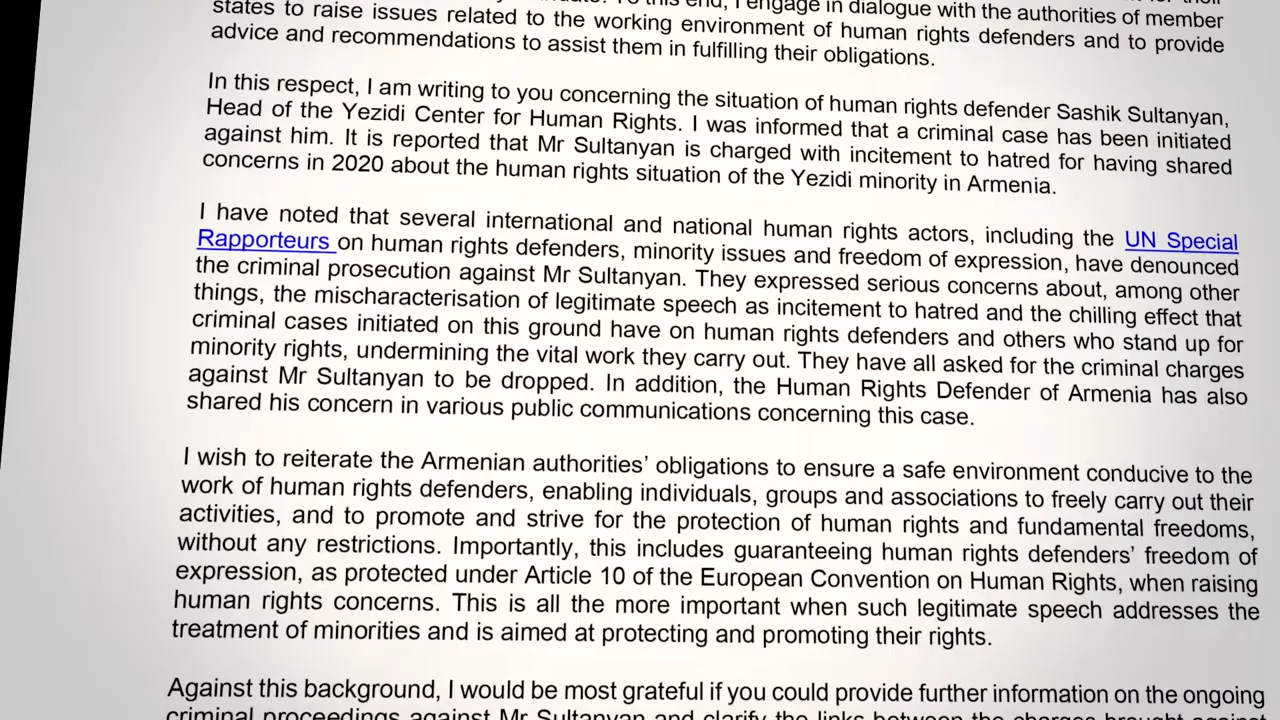 states to raise issues related to the working environment of human rights defenders and to provide
advice and recommendations to assist them in fulfilling their obligations.
In this respect, I am writing to you concerning the situation of human rights defender Sashik Sultanyan,
Head of the Yezidi Center for Human Rights. I was informed that a criminal case has been initiated
against him. It is reported that Mr Sultanyan is charged with incitement to hatred for having shared
concerns in 2020 about the human rights situation of the Yezidi minority in Armenia.
I have noted that several international and national human rights actors, including the UN Special
Rapporteurs on human rights defenders, minority issues and freedom of expression, have denounced
the criminal prosecution against Mr Sultanyan. They expressed serious concerns about, among other
things, the mischaracterisation of legitimate speech as incitement to hatred and the chilling effect that
criminal cases initiated on this ground have on human rights defenders and others who stand up for
minority rights, undermining the vital work they carry out. They have all asked for the criminal charges
against Mr Sultanyan to be dropped. In addition, the Human Rights Defender of Armenia has also
shared his concern in various public communications concerning this case.
I wish to reiterate the Armenian authorities’ obligations to ensure a safe environment conducive to the
work of human rights defenders, enabling individuals, groups and associations to freely carry out their
activities, and to promote and strive for the protection of human rights and fundamental freedoms,
without any restrictions. Importantly, this includes guaranteeing human rights defenders’ freedom of
expression, as protected under Article 10 of the European Convention on Human Rights, when raising
human rights concerns. This is all the more important when such legitimate speech addresses the
treatment of minorities and is aimed at protecting and promoting their rights.
Against this background, I would be most grateful if you could provide further information on the ongoing
criminal proceedings against Mr Sultanyan and clarify the links between the charges brought against